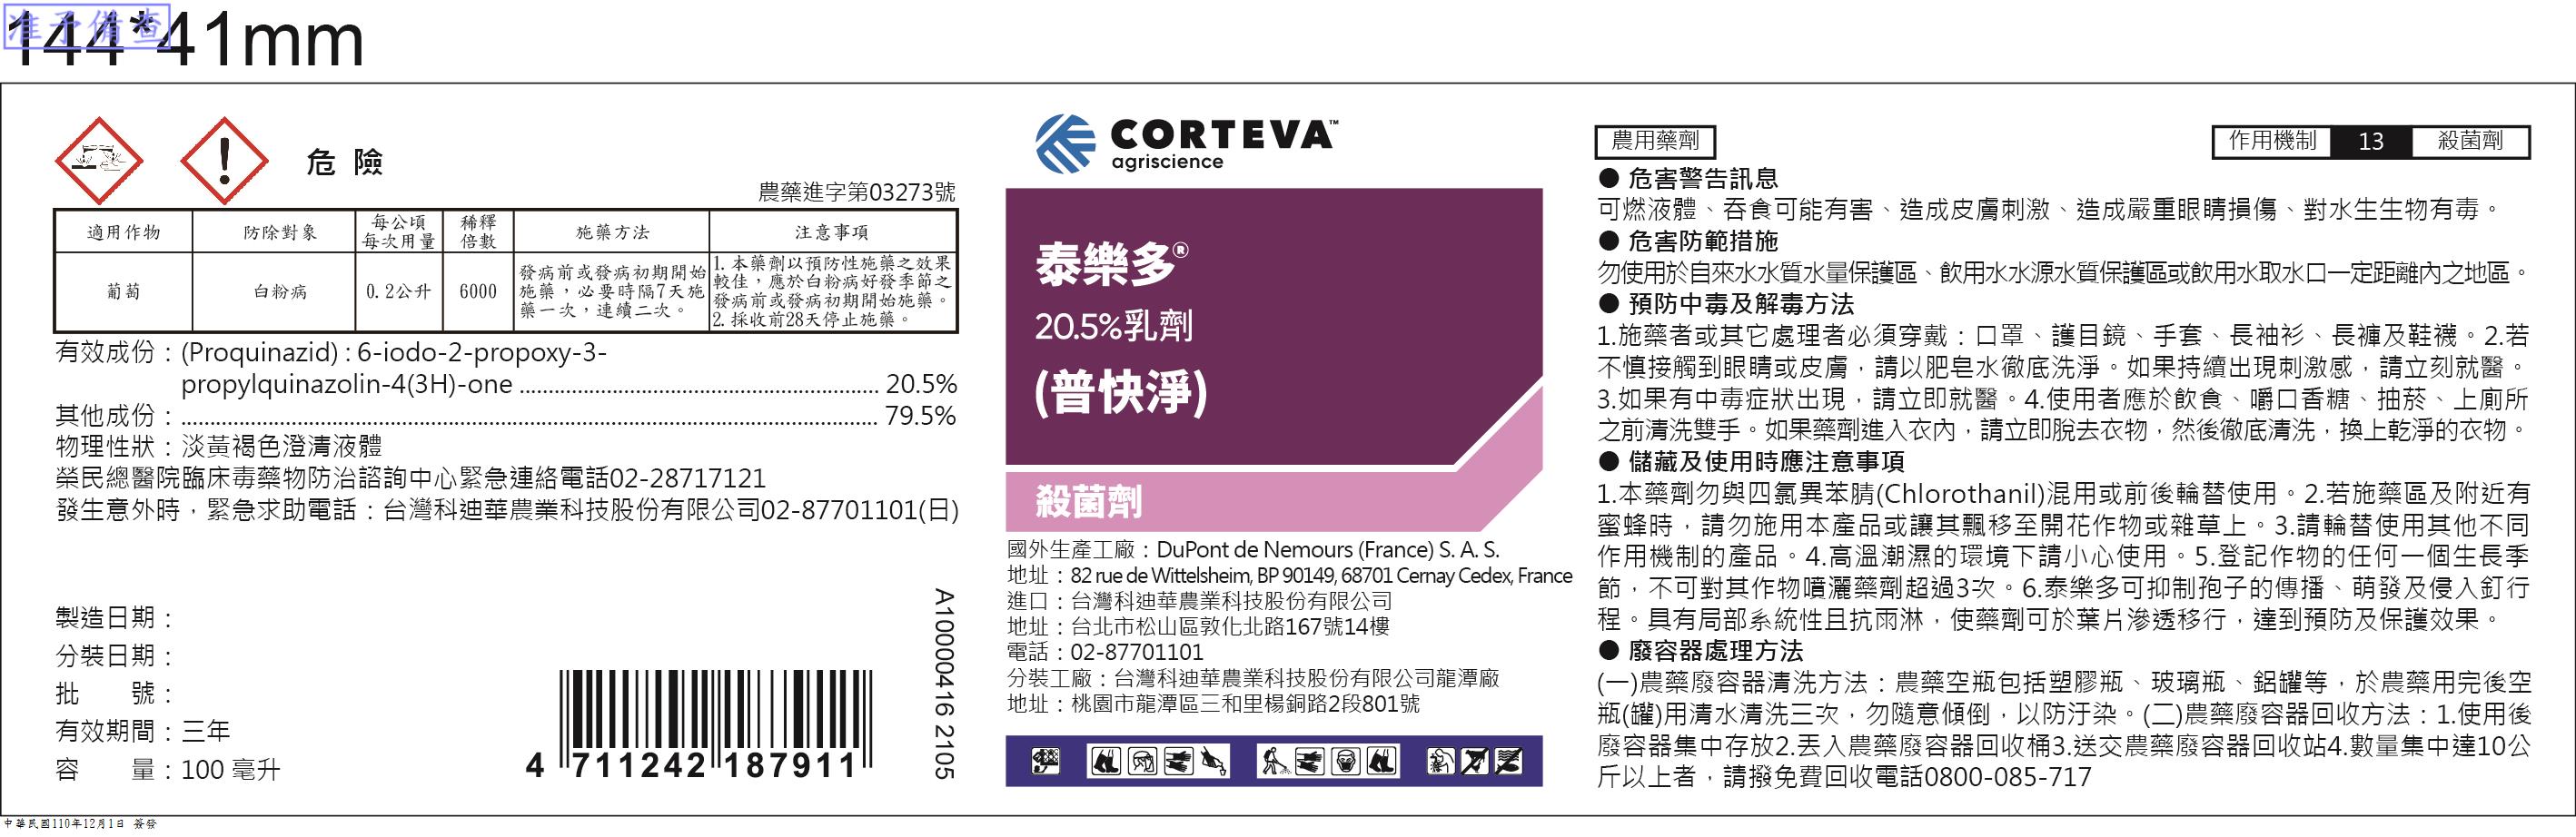 准予備查
144*41mm
危險
農藥進字第03273號
適用作物 防除對象 每公頃每次用量 稀釋倍數 施藥方法 注意事項
葡萄 白粉病 0.2公升 6000
發病前或發病初期開始
施藥，必要時隔7天施
藥一次，連續二次。
1. 本藥劑以預防性施藥之效果
較佳，應於白粉病好發季節之
發病前或發病初期開始施藥。
2. 採收前28天停止施藥。
有效成份：(Proquinazid) : 6-iodo-2-propoxy-3-
propylquinazolin-4(3H)-one ........ 20.5%
其他成份：........ 79.5%
物理性狀：淡黃褐色澄清液體
榮民總醫院臨床毒藥物防治諮詢中心緊急連絡電話02-28717121
發生意外時，緊急求助電話：台灣科迪華農業科技股份有限公司02-87701101(日)
製造日期：
分裝日期：
批　　號：
有效期間：三年
容　　量：100 毫升
4 711242 187911
A10000416 2105
CORTEVA™
agriscience
泰樂多®
20.5%乳劑
(普快淨)
殺菌劑
國外生產工廠：DuPont de Nemours (France) S. A. S.
地址：82 rue de Wittelsheim, BP 90149, 68701 Cernay Cedex, France
進口：台灣科迪華農業科技股份有限公司
地址：台北市松山區敦化北路167號14樓
電話：02-87701101
分裝工廠：台灣科迪華農業科技股份有限公司龍潭廠
地址：桃園市龍潭區三和里楊銅路2段801號
農用藥劑
作用機制 13 殺菌劑
● 危害警告訊息
可燃液體、吞食可能有害、造成皮膚刺激、造成嚴重眼睛損傷、對水生生物有毒。
● 危害防範措施
勿使用於自來水水質水量保護區、飲用水水源水質保護區或飲用水取水口一定距離內之地區。
● 預防中毒及解毒方法
1.施藥者或其它處理者必須穿戴：口罩、護目鏡、手套、長袖衫、長褲及鞋襪。2.若
不慎接觸到眼睛或皮膚，請以肥皂水徹底洗淨。如果持續出現刺激感，請立刻就醫。
3.如果有中毒症狀出現，請立即就醫。4.使用者應於飲食、嚼口香糖、抽菸、上廁所
之前清洗雙手。如果藥劑進入衣內，請立即脫去衣物，然後徹底清洗，換上乾淨的衣物。
● 儲藏及使用時應注意事項
1.本藥劑勿與四氯異苯腈(Chlorothanil)混用或前後輪替使用。2.若施藥區及附近有
蜜蜂時，請勿施用本產品或讓其飄移至開花作物或雜草上。3.請輪替使用其他不同
作用機制的產品。4.高溫潮濕的環境下請小心使用。5.登記作物的任何一個生長季
節，不可對其作物噴灑藥劑超過3次。6.泰樂多可抑制孢子的傳播、萌發及侵入釘行
程。具有局部系統性且抗雨淋，使藥劑可於葉片滲透移行，達到預防及保護效果。
● 廢容器處理方法
(一)農藥廢容器清洗方法：農藥空瓶包括塑膠瓶、玻璃瓶、鋁罐等，於農藥用完後空
瓶(罐)用清水清洗三次，勿隨意傾倒，以防汙染。(二)農藥廢容器回收方法：1.使用後
廢容器集中存放2.丟入農藥廢容器回收桶3.送交農藥廢容器回收站4.數量集中達10公
斤以上者，請撥免費回收電話0800-085-717
中華民國110年12月1日 簽發